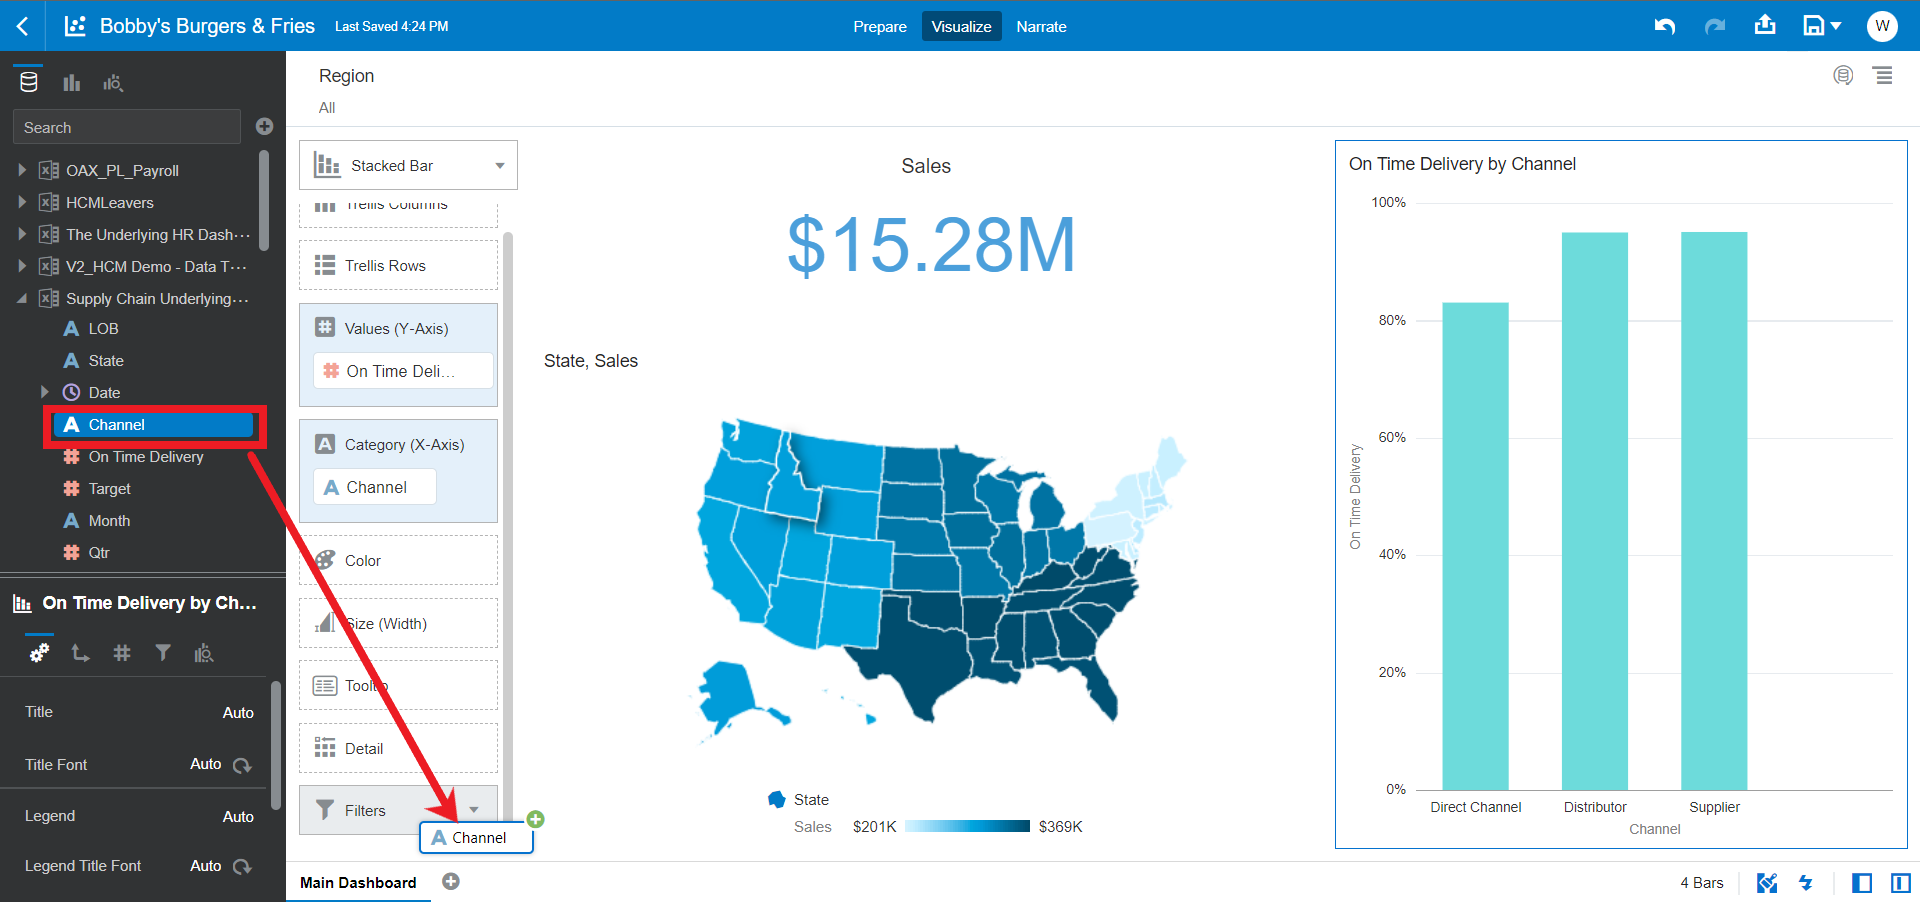 Bobby's Burgers & Fries
Last Saved 4:24 PM
Prepare
Visualize
Narrate
W
Search
OAX_PL_Payroll
HCMLeavers
The Underlying HR Dash···
V2_HCM Demo - Data T···
Supply Chain Underlying···
A LOB
A State
Date
A Channel
# On Time Delivery
# Target
A Month
# Qtr
On Time Delivery by Ch...
Title
Auto
Title Font
Auto
Legend
Auto
Legend Title Font
Auto
Region
All
Stacked Bar
Trellis Columns
Trellis Rows
# Values (Y-Axis)
# On Time Deli...
A Category (X-Axis)
A Channel
Color
Size (Width)
Tooltip
Detail
Filters
A Channel
Sales
$15.28M
State, Sales
State
Sales
$201K
$369K
On Time Delivery by Channel
100%
80%
60%
40%
20%
0%
On Time Delivery
Direct Channel
Distributor
Supplier
Channel
Main Dashboard
4 Bars